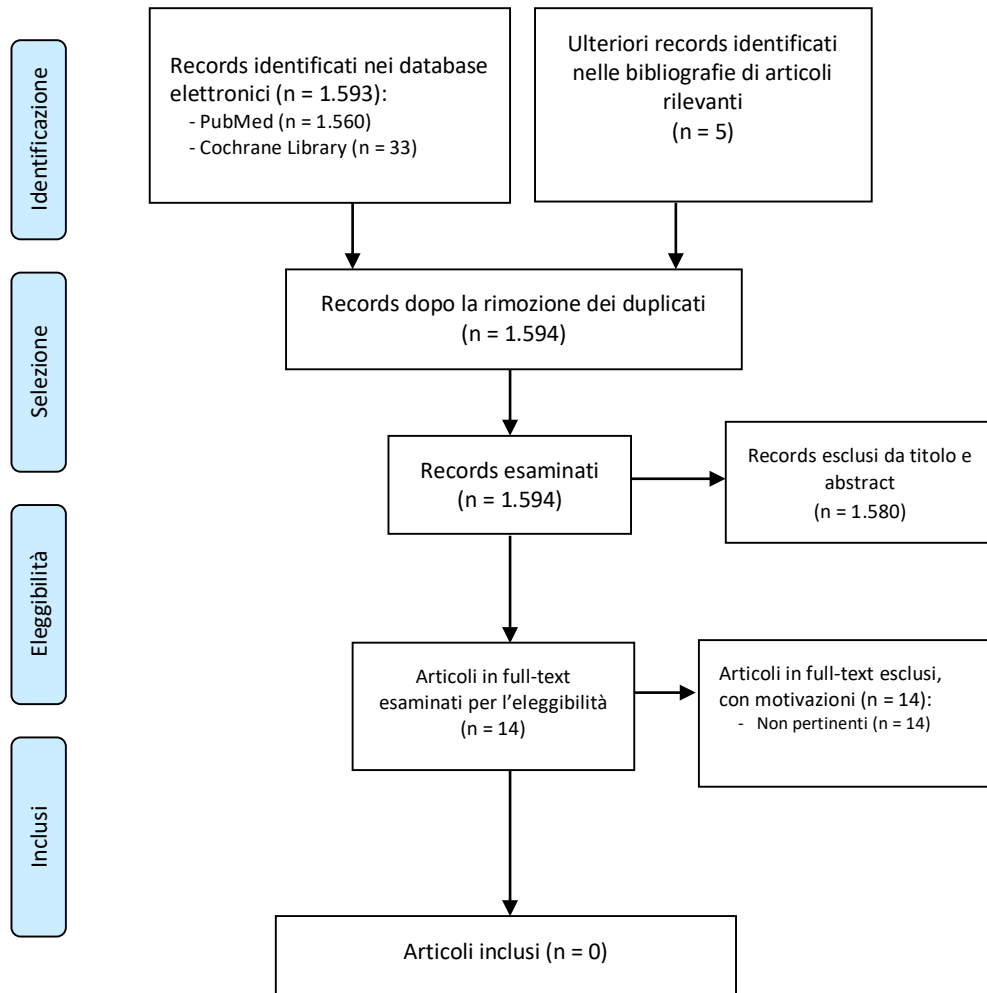 Identificazione
Records identificati nei database
elettronici (n = 1.593):
- PubMed (n = 1.560)
- Cochrane Library (n = 33)
Ulteriori records identificati
nelle bibliografie di articoli
rilevanti
(n = 5)
Selezione
Records dopo la rimozione dei duplicati
(n = 1.594)
Records esaminati
(n = 1.594)
Records esclusi da titolo e
abstract
(n = 1.580)
Eleggibilità
Articoli in full-text
esaminati per l’eleggibilità
(n = 14)
Articoli in full-text esclusi,
con motivazioni (n = 14):
- Non pertinenti (n = 14)
Inclusi
Articoli inclusi (n = 0)